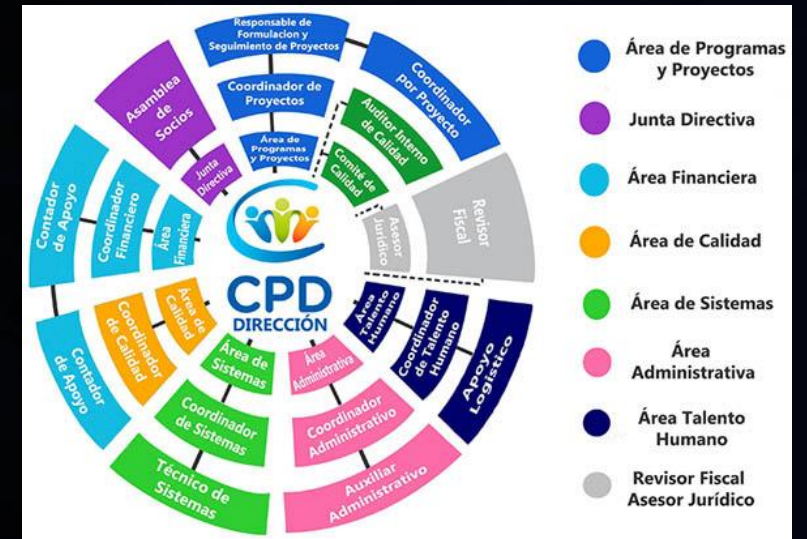 Responsable de
Formulacion y
Seguimiento de Proyectos
Coordinador de
Proyectos
Área de
Programas
y Proyectos
Coordinador
por Proyecto
Auditor Interno
de Calidad
Comité de
Calidad
Revisor
Fiscal
Asesor
Jurídico
Área
Talento
Humano
Coordinador
de Talento
Humano
Apoyo
Logístico
Área
Administrativa
Coordinador
Administrativo
Auxiliar
Administrativo
Área de
Sistemas
Coordinador
de Sistemas
Técnico de
Sistemas
Área de
Calidad
Coordinador
de Calidad
Contador
de Apoyo
Área
Financiera
Coordinador
Financiero
Contador
de Apoyo
Junta
Directiva
Asamblea
de
Socios
CPD
DIRECCIÓN
Área de Programas
y Proyectos
Junta Directiva
Área Financiera
Área de Calidad
Área de Sistemas
Área
Administrativa
Área Talento
Humano
Revisor Fiscal
Asesor Jurídico